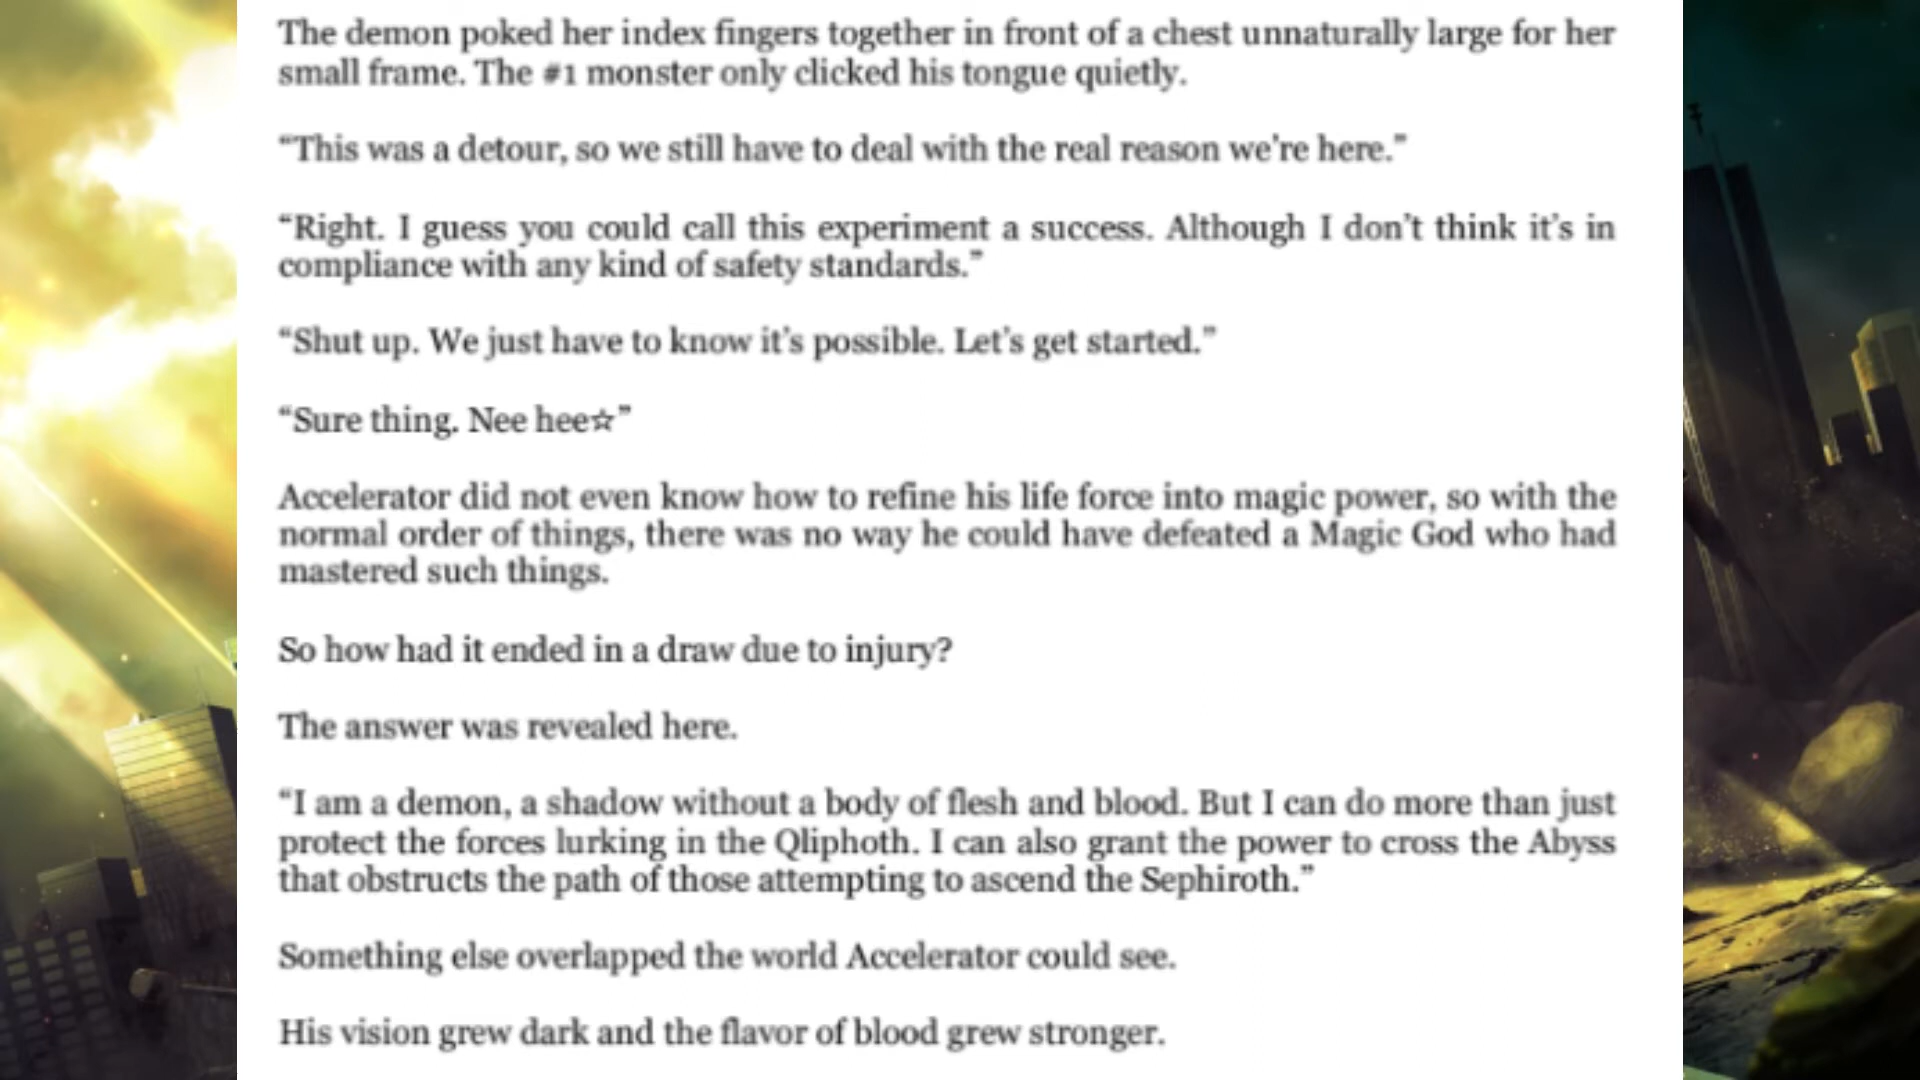 The demon poked her index fingers together in front of a chest unnaturally large for her
small frame. The #1 monster only clicked his tongue quietly.
“This was a detour, so we still have to deal with the real reason we’re here.”
“Right. I guess you could call this experiment a success. Although I don’t think it’s in
compliance with any kind of safety standards.”
“Shut up. We just have to know it’s possible. Let’s get started.”
“Sure thing. Nee hee☆”
Accelerator did not even know how to refine his life force into magic power, so with the
normal order of things, there was no way he could have defeated a Magic God who had
mastered such things.
So how had it ended in a draw due to injury?
The answer was revealed here.
“I am a demon, a shadow without a body of flesh and blood. But I can do more than just
protect the forces lurking in the Qliphoth. I can also grant the power to cross the Abyss
that obstructs the path of those attempting to ascend the Sephiroth.”
Something else overlapped the world Accelerator could see.
His vision grew dark and the flavor of blood grew stronger.